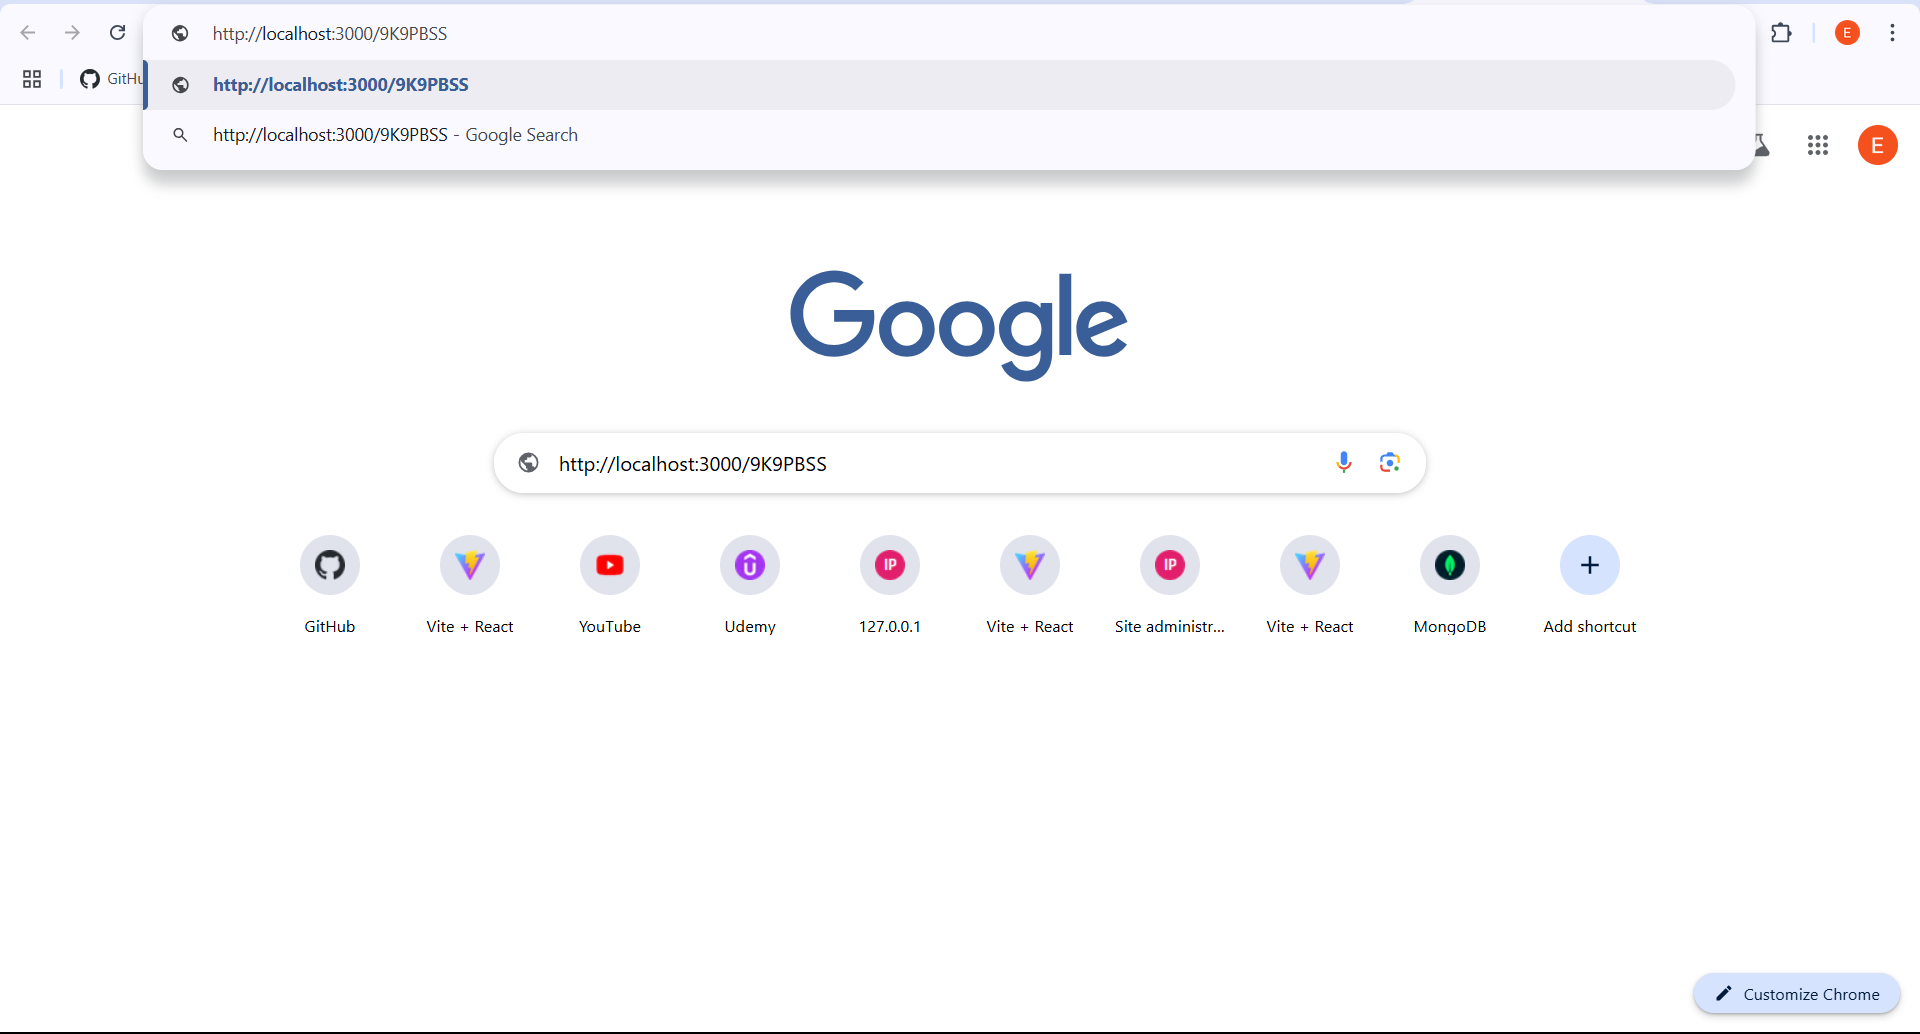 http://localhost:3000/9K9PBSS
E
GitHu
http://localhost:3000/9K9PBSS
http://localhost:3000/9K9PBSS - Google Search
E
Google
http://localhost:3000/9K9PBSS
IP
IP
GitHub
Vite + React
YouTube
Udemy
127.0.0.1
Vite + React
Site administr...
Vite + React
MongoDB
Add shortcut
Customize Chrome